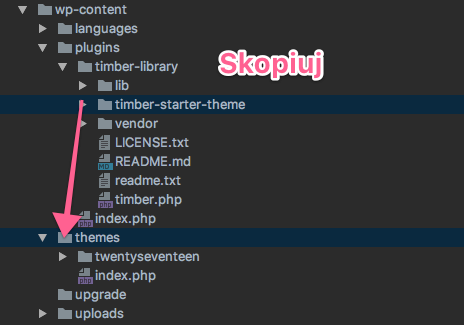 wp-content
languages
plugins
timber-library
Skopiuj
lib
timber-starter-theme
vendor
LICENSE.txt
README.md
readme.txt
timber.php
index.php
themes
twentyseventeen
index.php
upgrade
uploads